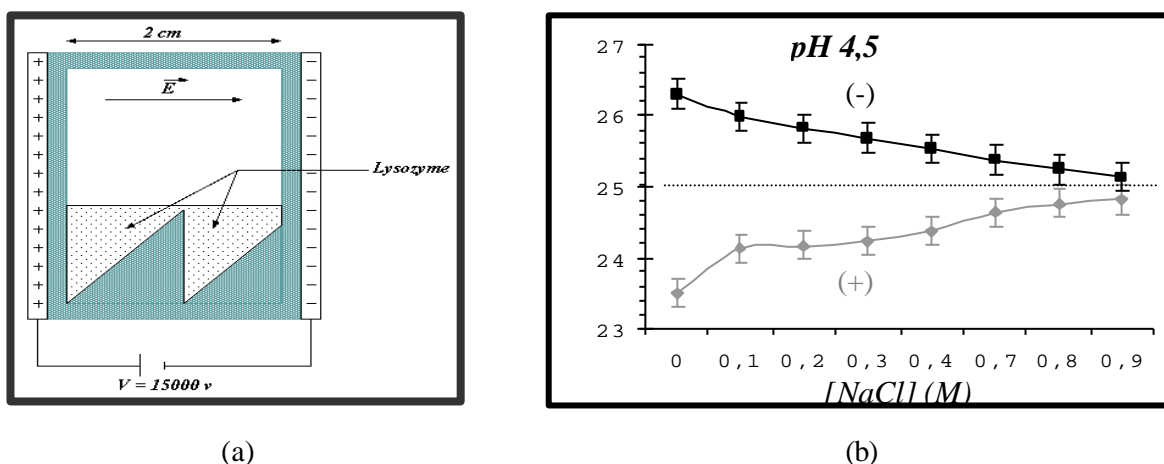 2 cm
E
Lysozyme
+ + + + + + + + + + + + + +
− − − − − − − − − − − − − −
V = 15000 v
(a)
pH 4,5
27
26
25
24
23
(-)
(+)
0 0,1 0,2 0,3 0,4 0,7 0,8 0,9
[NaCl] (M)
(b)